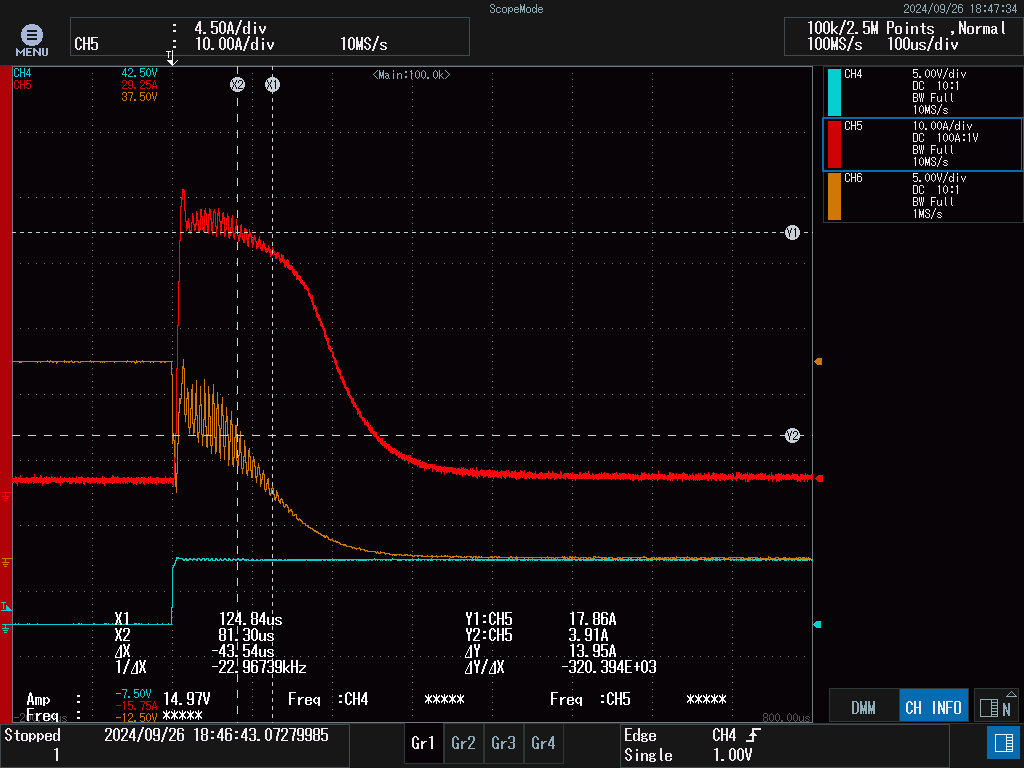 ScopeMode
2024/09/26 18:47:34
MENU
CH5
: 4.50A/div
: 10.00A/div
10MS/s
100k/2.5M Points ,Normal
100MS/s 100us/div
T
CH4 42.50V
CH5 29.25A
37.50V
<Main:100.0k>
X2
X1
Y1
Y2
CH4 5.00V/div
DC 10:1
BW Full
10MS/s
CH5 10.00A/div
DC 100A:1V
BW Full
10MS/s
CH6 5.00V/div
DC 10:1
BW Full
1MS/s
X1 124.84us
X2 81.30us
ΔX -43.54us
1/ΔX -22.96739kHz
Y1:CH5 17.86A
Y2:CH5 3.91A
ΔY 13.95A
ΔY/ΔX -320.394E+03
-7.50V
-15.75A
-12.50V
Amp : 14.97V
Freq : *****
Freq :CH4 *****
Freq :CH5 *****
800.00us
DMM
CH INFO
N
Stopped
1
2024/09/26 18:46:43.07279985
Gr1
Gr2
Gr3
Gr4
Edge CH4
Single 1.00V